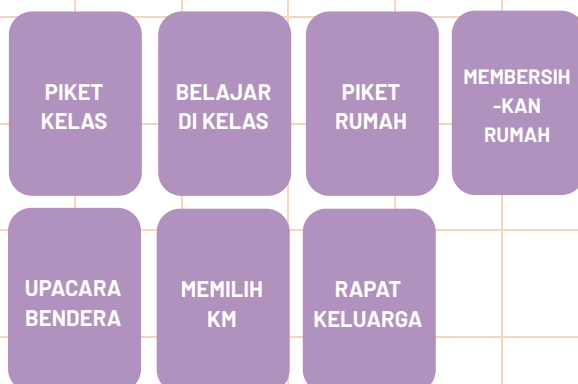 PIKET
KELAS
BELAJAR
DI KELAS
PIKET
RUMAH
MEMBERSIH
-KAN
RUMAH
UPACARA
BENDERA
MEMILIH
KM
RAPAT
KELUARGA